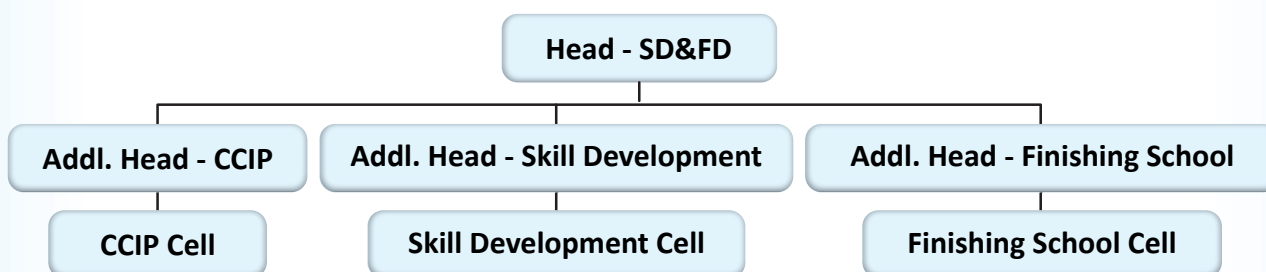 Head - SD&FD
Addl. Head - CCIP
Addl. Head - Skill Development
Addl. Head - Finishing School
CCIP Cell
Skill Development Cell
Finishing School Cell